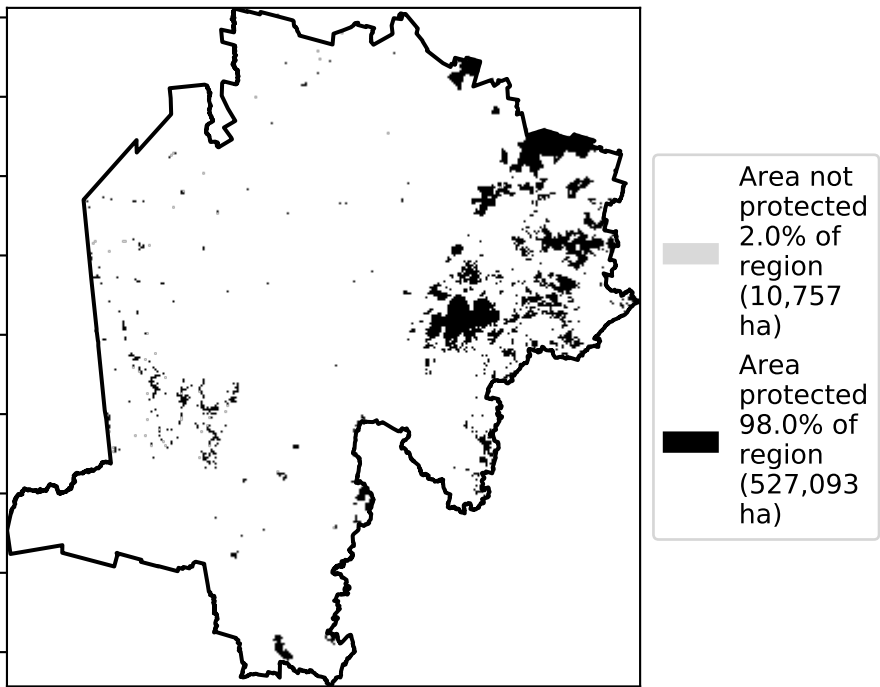 Area not
protected
2.0% of
region
(10,757
ha)
Area
protected
98.0% of
region
(527,093
ha)